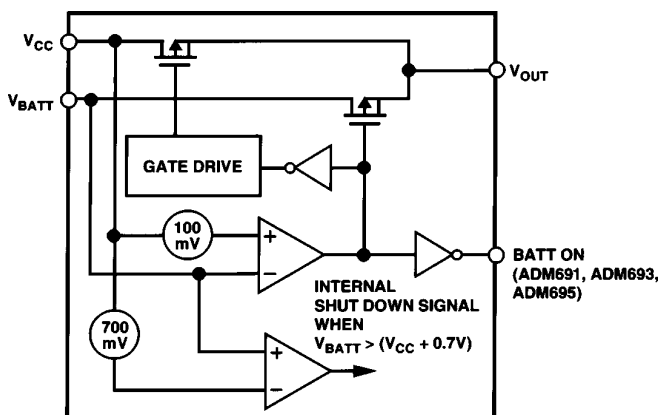 VCC
VBATT
VOUT
GATE DRIVE
100
mV
+
−
BATT ON
(ADM691, ADM693,
ADM695)
INTERNAL
SHUT DOWN SIGNAL
WHEN
VBATT > (VCC + 0.7V)
700
mV
+
−